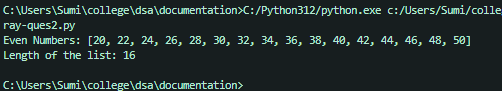 C:\Users\Sumi\college\dsa\documentation>C:/Python312/python.exe c:/Users/Sumi/colle
ray-ques2.py
Even Numbers: [20, 22, 24, 26, 28, 30, 32, 34, 36, 38, 40, 42, 44, 46, 48, 50]
Length of the list: 16
C:\Users\Sumi\college\dsa\documentation>